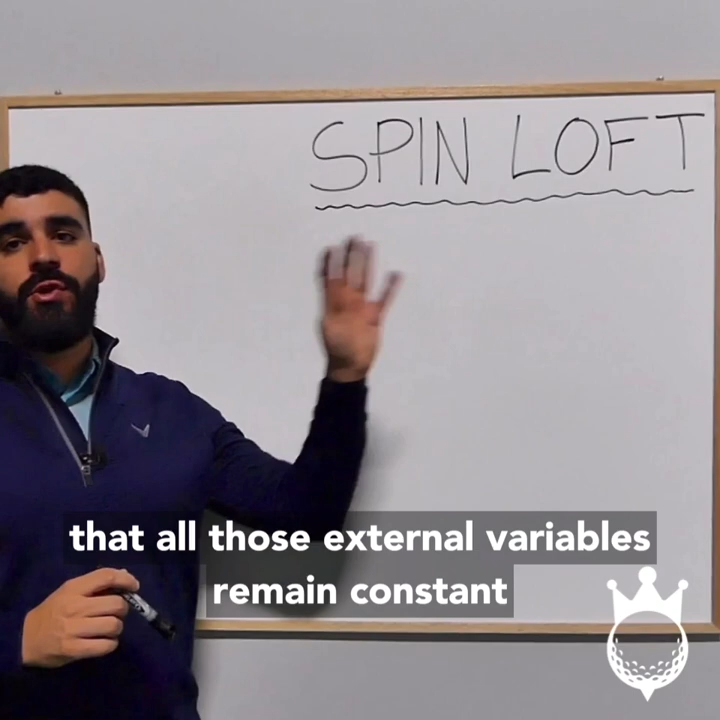 SPIN LOFT
that all those external variables
remain constant